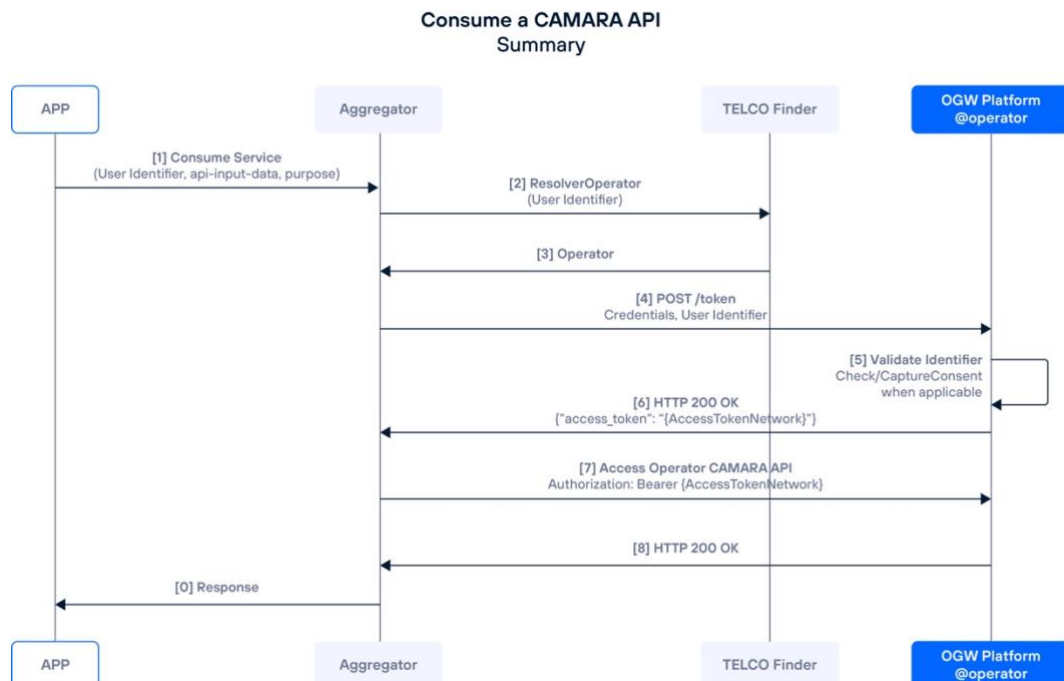 Consume a CAMARA API
Summary
APP
Aggregator
TELCO Finder
OGW Platform
@operator
[1] Consume Service
(User Identifier, api-input-data, purpose)
[2] ResolverOperator
(User Identifier)
[3] Operator
[4] POST /token
Credentials, User Identifier
[5] Validate Identifier
Check/CaptureConsent
when applicable
[6] HTTP 200 OK
{"access_token": "{AccessTokenNetwork}"}
[7] Access Operator CAMARA API
Authorization: Bearer {AccessTokenNetwork}
[8] HTTP 200 OK
[0] Response
APP
Aggregator
TELCO Finder
OGW Platform
@operator